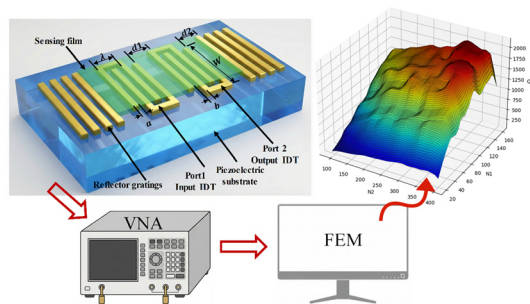 Sensing film
λ
d1
d2
W
a
b
Port 2
Output IDT
Port1
Input IDT
Piezoelectric
substrate
Reflector gratings
VNA
FEM
2000
1750
1500
1250
1000
750
500
250
Q
100
150
200
250
300
350
400
N2
20
40
60
80
100
120
140
160
N1